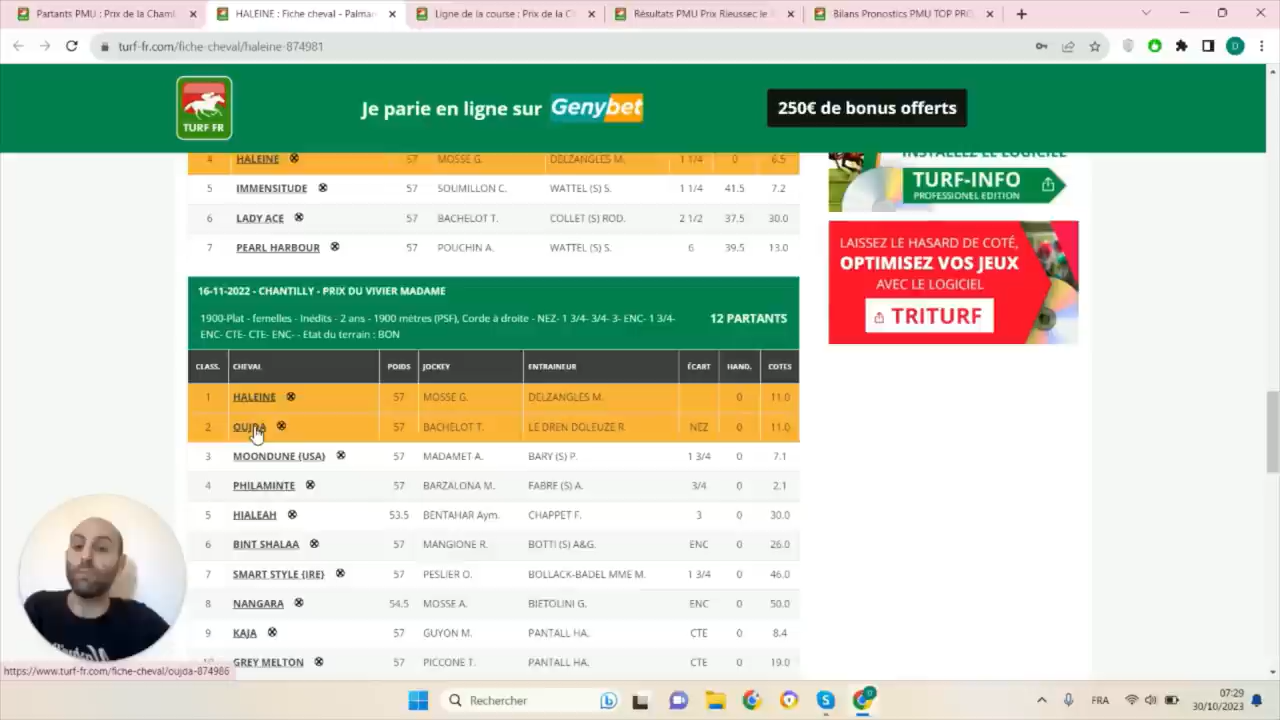 Partants PMU : Prix de la Chaml
HALEINE : Fiche cheval - Palma
Ligne de la course : Prix de la C
Résultats PMU Prix Rieussec le
Bilans Pronostics PMU TOP PRO
turf-fr.com/fiche-cheval/haleine-874981
D
TURF FR
Je parie en ligne sur Genybet
250€ de bonus offerts
4 HALEINE 57 MOSSE G. DELZANGLES M. 1 1/4 0 6.5
5 IMMENSITUDE 57 SOUMILLON C. WATTEL (S) S. 1 1/4 41.5 7.2
6 LADY ACE 57 BACHELOT T. COLLET (S) ROD. 2 1/2 37.5 30.0
7 PEARL HARBOUR 57 POUCHIN A. WATTEL (S) S. 6 39.5 13.0
INSTALLEZ LE LOGICIEL
TURF-INFO
PROFESSIONEL EDITION
LAISSEZ LE HASARD DE COTÉ,
OPTIMISEZ VOS JEUX
AVEC LE LOGICIEL
TRITURF
16-11-2022 - CHANTILLY - PRIX DU VIVIER MADAME
1900-Plat - femelles - Inédits - 2 ans - 1900 mètres (PSF), Corde à droite - NEZ- 1 3/4- 3/4- 3- ENC- 1 3/4-
ENC- CTE- CTE- ENC- - Etat du terrain : BON
12 PARTANTS
CLASS. CHEVAL POIDS JOCKEY ENTRAINEUR ÉCART HAND. COTES
1 HALEINE 57 MOSSE G. DELZANGLES M. 0 11.0
2 OUJDA 57 BACHELOT T. LE DREN DOLEUZE R. NEZ 0 11.0
3 MOONDUNE (USA) 57 MADAMET A. BARY (S) P. 1 3/4 0 7.1
4 PHILAMINTE 57 BARZALONA M. FABRE (S) A. 3/4 0 2.1
5 HIALEAH 53.5 BENTAHAR Aym. CHAPPET F. 3 0 30.0
6 BINT SHALAA 57 MANGIONE R. BOTTI (S) A&G. ENC 0 26.0
7 SMART STYLE (IRE) 57 PESLIER O. BOLLACK-BADEL MME M. 1 3/4 0 46.0
8 NANGARA 54.5 MOSSE A. BIETOLINI G. ENC 0 50.0
9 KAJA 57 GUYON M. PANTALL HA. CTE 0 8.4
10 GREY MELTON 57 PICCONE T. PANTALL HA. CTE 0 19.0
https://www.turf-fr.com/fiche-cheval/oujda-874986
Rechercher
FRA
07:29
30/10/2023